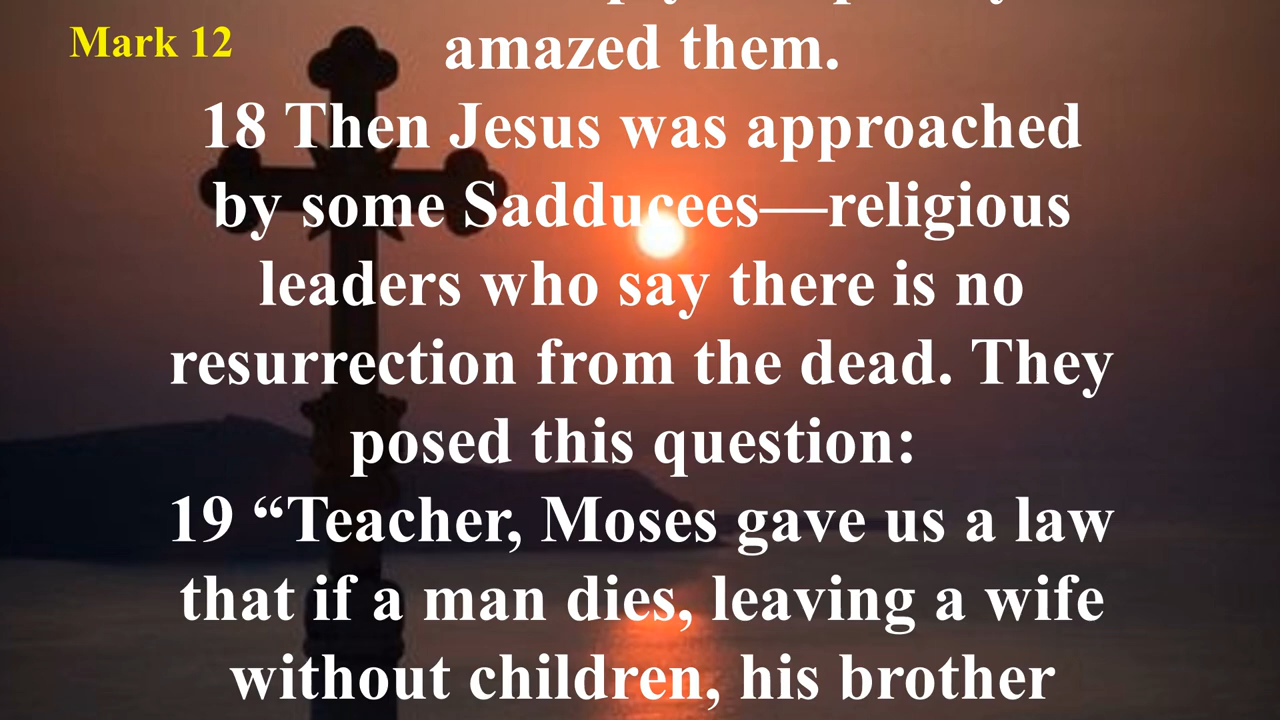 Mark 12
amazed them.
18 Then Jesus was approached
by some Sadducees—religious
leaders who say there is no
resurrection from the dead. They
posed this question:
19 “Teacher, Moses gave us a law
that if a man dies, leaving a wife
without children, his brother